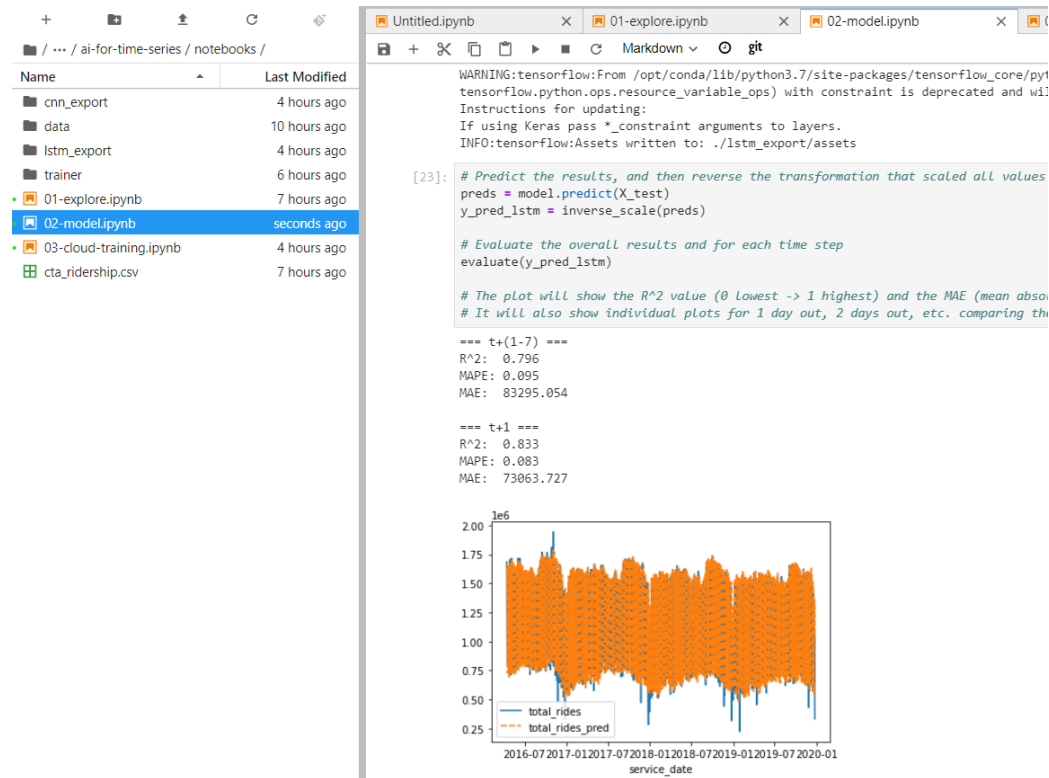 / ··· / ai-for-time-series / notebooks /
Name Last Modified
cnn_export 4 hours ago
data 10 hours ago
lstm_export 4 hours ago
trainer 6 hours ago
01-explore.ipynb 7 hours ago
02-model.ipynb seconds ago
03-cloud-training.ipynb 4 hours ago
cta_ridership.csv 7 hours ago
Untitled.ipynb
01-explore.ipynb
02-model.ipynb
Markdown
git
WARNING:tensorflow:From /opt/conda/lib/python3.7/site-packages/tensorflow_core/pyt
tensorflow.python.ops.resource_variable_ops) with constraint is deprecated and wil
Instructions for updating:
If using Keras pass *_constraint arguments to layers.
INFO:tensorflow:Assets written to: ./lstm_export/assets
[23]:
# Predict the results, and then reverse the transformation that scaled all values
preds = model.predict(X_test)
y_pred_lstm = inverse_scale(preds)
# Evaluate the overall results and for each time step
evaluate(y_pred_lstm)
# The plot will show the R^2 value (0 lowest -> 1 highest) and the MAE (mean absol
# It will also show individual plots for 1 day out, 2 days out, etc. comparing the
=== t+(1-7) ===
R^2: 0.796
MAPE: 0.095
MAE: 83295.054
=== t+1 ===
R^2: 0.833
MAPE: 0.083
MAE: 73063.727
1e6
2.00
1.75
1.50
1.25
1.00
0.75
0.50
0.25
total_rides
total_rides_pred
2016-07 2017-01 2017-07 2018-01 2018-07 2019-01 2019-07 2020-01
service_date